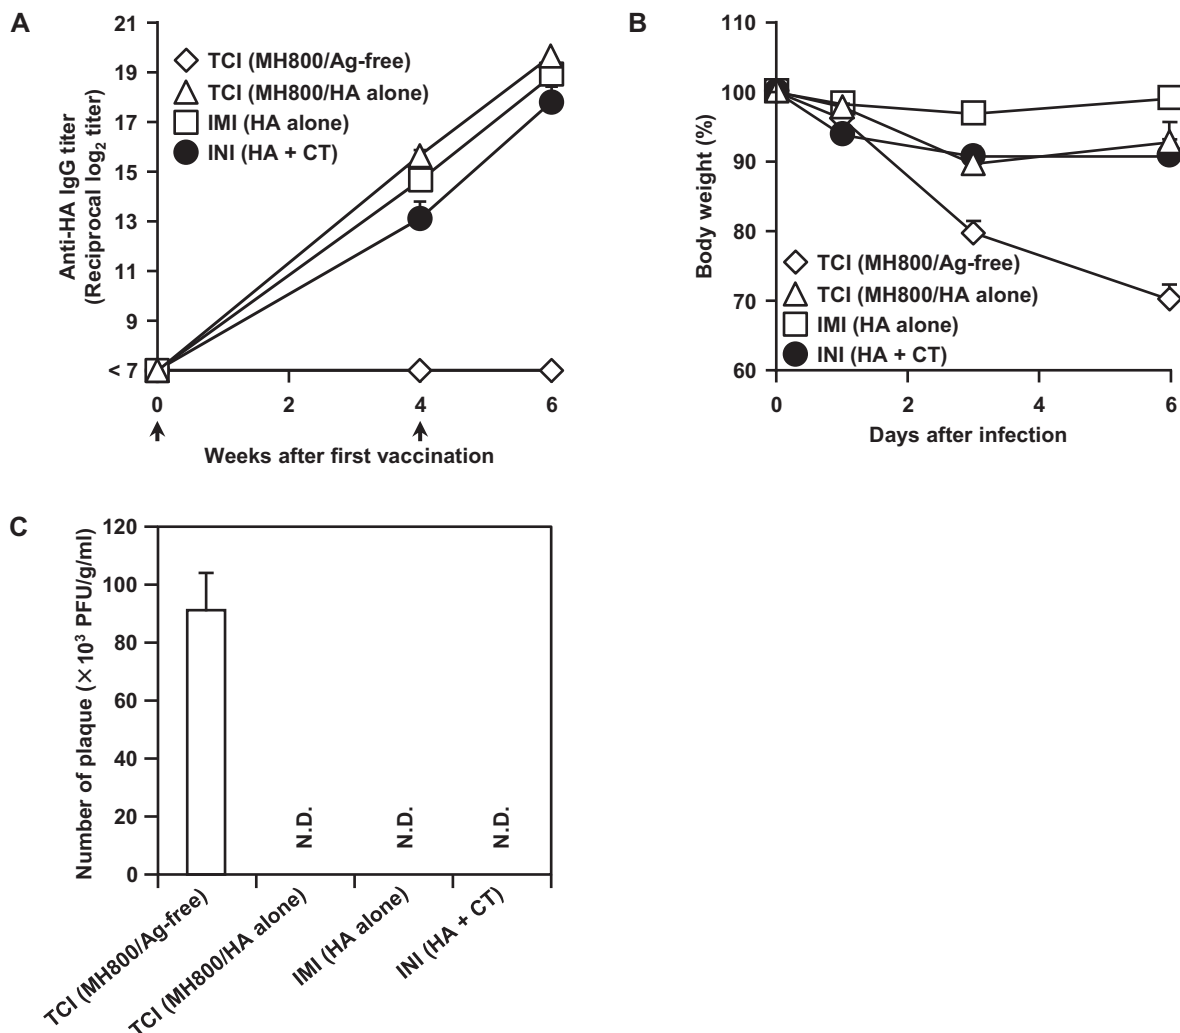 A
Anti-HA IgG titer
(Reciprocal log2 titer)
21
19
17
15
13
11
9
< 7
TCI (MH800/Ag-free)
TCI (MH800/HA alone)
IMI (HA alone)
INI (HA + CT)
0 2 4 6
Weeks after first vaccination
B
Body weight (%)
110
100
90
80
70
60
TCI (MH800/Ag-free)
TCI (MH800/HA alone)
IMI (HA alone)
INI (HA + CT)
0 2 4 6
Days after infection
C
Number of plaque (×10³ PFU/g/ml)
120
100
80
60
40
20
0
N.D. N.D. N.D.
TCI (MH800/Ag-free)
TCI (MH800/HA alone)
IMI (HA alone)
INI (HA + CT)